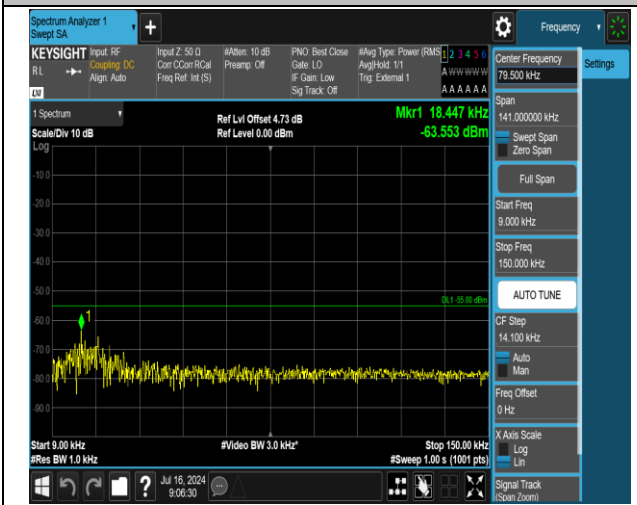 Spectrum Analyzer 1
Swept SA
Frequency
KEYSIGHT
RL
LXI
Input: RF
Coupling: DC
Align: Auto
Input Z: 50 Ω
Corr CCorr RCal
Freq Ref: Int (S)
#Atten: 10 dB
Preamp: Off
PNO: Best Close
Gate: LO
IF Gain: Low
Sig Track: Off
#Avg Type: Power (RMS
Avg|Hold: 1/1
Trig: External 1
1 2 3 4 5 6
A W W W W W
A A A A A A
Center Frequency
79.500 kHz
Settings
Span
141.000000 kHz
Swept Span
Zero Span
Full Span
Start Freq
9.000 kHz
Stop Freq
150.000 kHz
AUTO TUNE
CF Step
14.100 kHz
Auto
Man
Freq Offset
0 Hz
X Axis Scale
Log
Lin
Signal Track
(Span Zoom)
1 Spectrum
Scale/Div 10 dB
Log
Ref Lvl Offset 4.73 dB
Ref Level 0.00 dBm
Mkr1 18.447 kHz
-63.553 dBm
-10.0
-20.0
-30.0
-40.0
-50.0
DL1 -55.00 dBm
-60.0
1
-70.0
-80.0
-90.0
Start 9.00 kHz
#Res BW 1.0 kHz
#Video BW 3.0 kHz*
Stop 150.00 kHz
#Sweep 1.00 s (1001 pts)
?
Jul 16, 2024
9:06:30